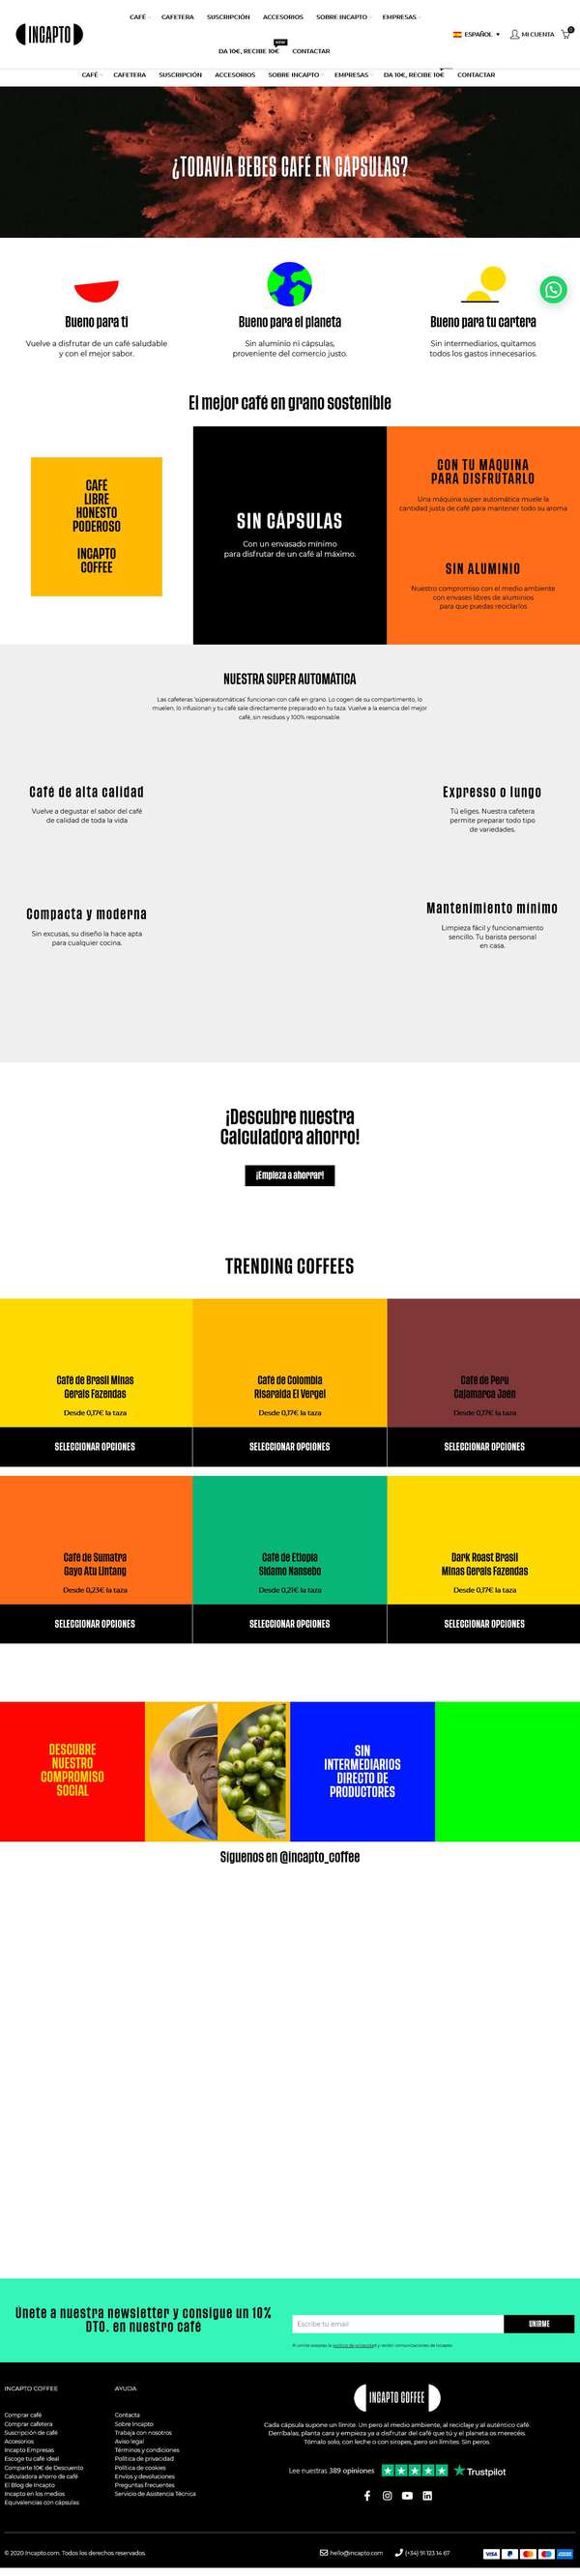 INCAPTO
CAFÉ
CAFETERA
SUSCRIPCIÓN
ACCESORIOS
SOBRE INCAPTO
EMPRESAS
DA 10€, RECIBE 10€
CONTACTAR
ESPAÑOL
MI CUENTA
0
CAFÉ
CAFETERA
SUSCRIPCIÓN
ACCESORIOS
SOBRE INCAPTO
EMPRESAS
DA 10€, RECIBE 10€
CONTACTAR
¿TODAVÍA BEBES CAFÉ EN CÁPSULAS?
Bueno para ti
Vuelve a disfrutar de un café saludable
y con el mejor sabor.
Bueno para el planeta
Sin aluminio ni cápsulas,
proveniente del comercio justo.
Bueno para tu cartera
Sin intermediarios, quitamos
todos los gastos innecesarios.
El mejor café en grano sostenible
CAFÉ
LIBRE
HONESTO
PODEROSO
INCAPTO
COFFEE
SIN CÁPSULAS
Con un envasado mínimo
para disfrutar de un café al máximo.
CON TU MÁQUINA
PARA DISFRUTARLO
Una máquina super automática muele la
cantidad justa de café para mantener todo su aroma
SIN ALUMINIO
Nuestro compromiso con el medio ambiente
con envases libres de aluminios
para que puedas reciclarlos
NUESTRA SUPER AUTOMÁTICA
Las cafeteras 'súperautomáticas' funcionan con café en grano. Lo cogen de su compartimento, lo
muelen, lo infusionan y tu café sale directamente preparado en tu taza. Vuelve a la esencia del mejor
café, sin residuos y 100% responsable.
Café de alta calidad
Vuelve a degustar el sabor del café
de calidad de toda la vida
Expresso o lungo
Tú eliges. Nuestra cafetera
permite preparar todo tipo
de variedades.
Compacta y moderna
Sin excusas, su diseño la hace apta
para cualquier cocina.
Mantenimiento mínimo
Limpieza fácil y funcionamiento
sencillo. Tu barista personal
en casa.
¡Descubre nuestra
Calculadora ahorro!
¡Empieza a ahorrar!
TRENDING COFFEES
Café de Brasil Minas
Gerais Fazendas
Desde 0,17€ la taza
SELECCIONAR OPCIONES
Café de Colombia
Risaralda El Vergel
Desde 0,17€ la taza
SELECCIONAR OPCIONES
Café de Perú
Cajamarca Jaén
Desde 0,17€ la taza
SELECCIONAR OPCIONES
Café de Sumatra
Gayo Atu Lintang
Desde 0,23€ la taza
SELECCIONAR OPCIONES
Café de Etiopía
Sidamo Nansebo
Desde 0,21€ la taza
SELECCIONAR OPCIONES
Dark Roast Brasil
Minas Gerais Fazendas
Desde 0,17€ la taza
SELECCIONAR OPCIONES
DESCUBRE
NUESTRO
COMPROMISO
SOCIAL
SIN
INTERMEDIARIOS
DIRECTO DE
PRODUCTORES
Síguenos en @incapto_coffee
Únete a nuestra newsletter y consigue un 10%
DTO. en nuestro café
Escribe tu email
UNIRME
Al unirme aceptas la política de privacidad y recibir comunicaciones de Incapto.
INCAPTO COFFEE
Comprar café
Comprar cafetera
Suscripción de café
Accesorios
Incapto Empresas
Escoge tu café ideal
Comparte 10€ de Descuento
Calculadora ahorro de café
El Blog de Incapto
Incapto en los medios
Equivalencias con cápsulas
AYUDA
Contacta
Sobre Incapto
Trabaja con nosotros
Aviso legal
Términos y condiciones
Política de privacidad
Política de cookies
Envíos y devoluciones
Preguntas frecuentes
Servicio de Asistencia Técnica
INCAPTO COFFEE
Cada cápsula supone un límite. Un pero al medio ambiente, al reciclaje y al auténtico café.
Derríbalas, planta cara y empieza ya a disfrutar del café que tú y el planeta os merecéis.
Tómalo solo, con leche o con siropes, pero sin límites. Sin peros.
Lee nuestras 389 opiniones
Trustpilot
© 2020 Incapto.com. Todos los derechos reservados.
hello@incapto.com
(+34) 91 123 14 67
VISA